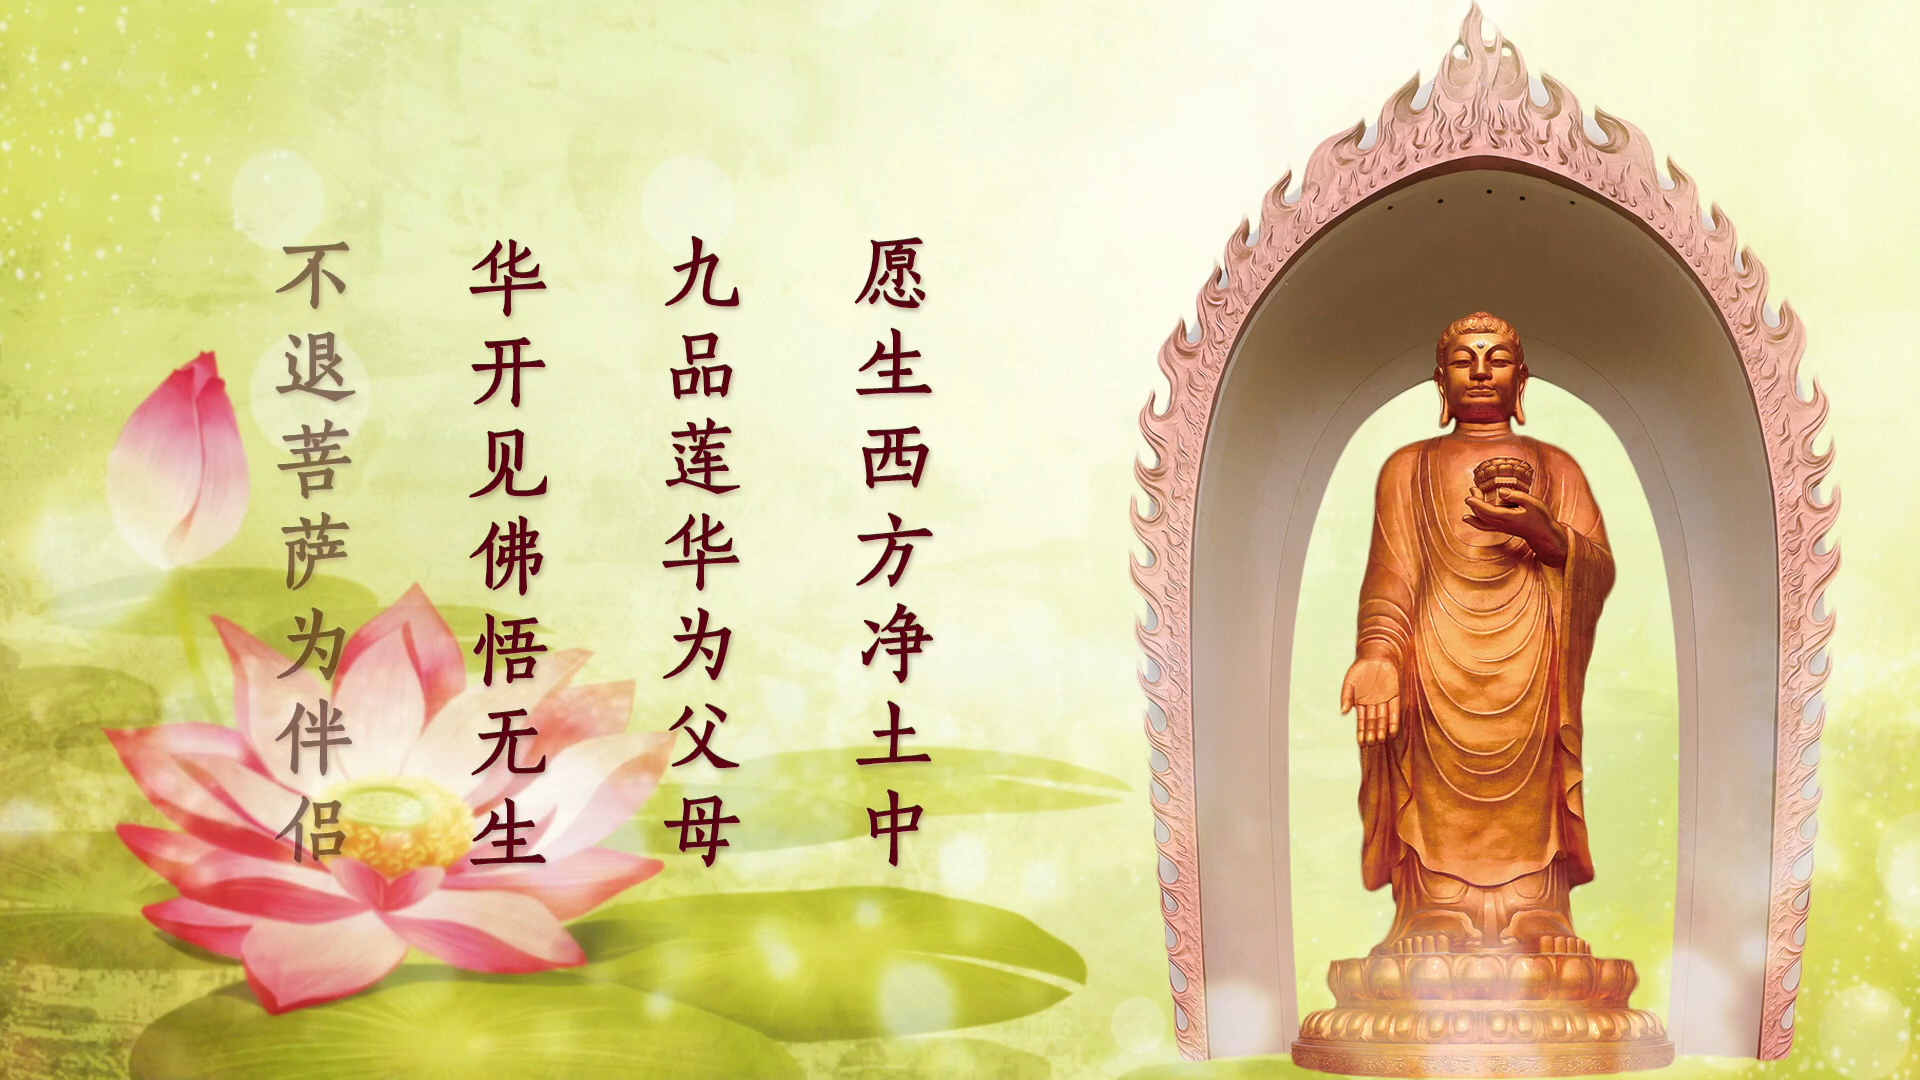 愿生西方净土中
九品莲华为父母
华开见佛悟无生
不退菩萨为伴侣